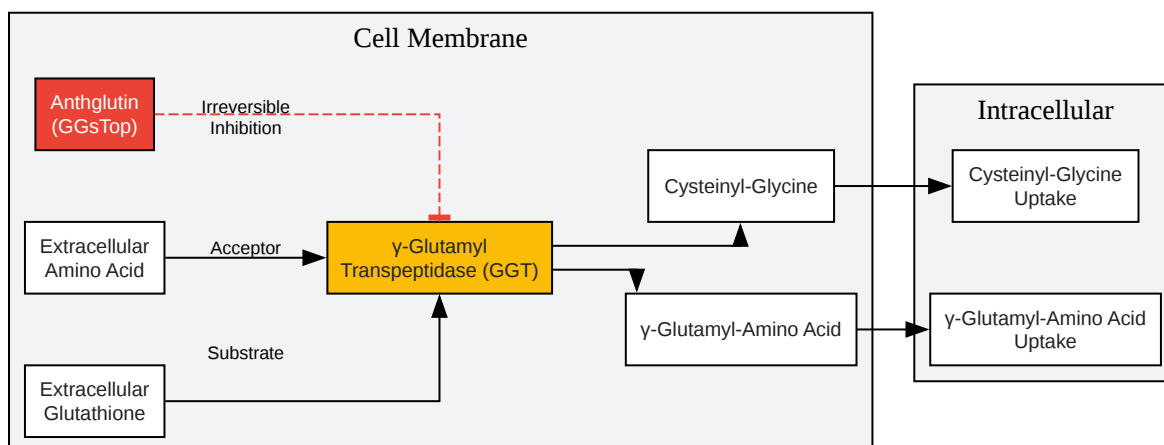 Cell Membrane
Anthglutin
(GGsTop)
Irreversible
Inhibition
Intracellular
Cysteinyl-Glycine
Cysteinyl-Glycine
Uptake
Extracellular
Amino Acid
Acceptor
γ-Glutamyl
Transpeptidase (GGT)
γ-Glutamyl-Amino Acid
γ-Glutamyl-Amino Acid
Uptake
Substrate
Extracellular
Glutathione